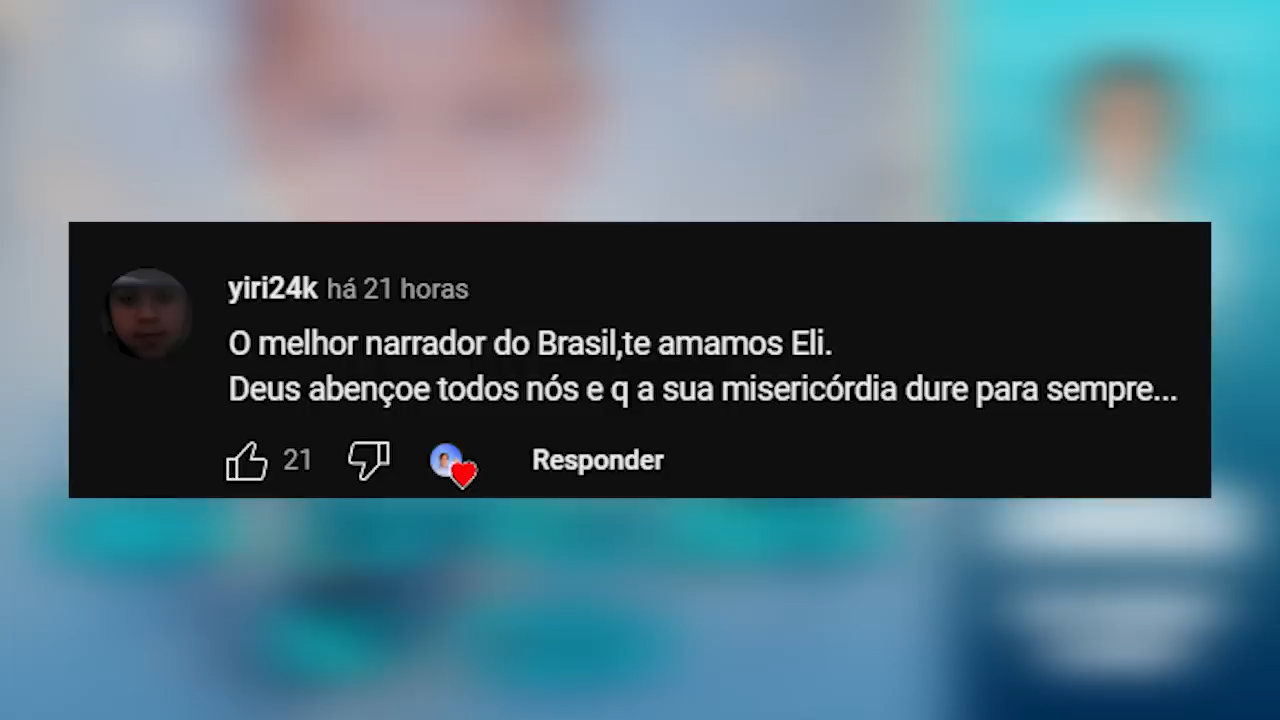 yiri24k há 21 horas
O melhor narrador do Brasil,te amamos Eli.
Deus abençoe todos nós e q a sua misericórdia dure para sempre...
21 Responder